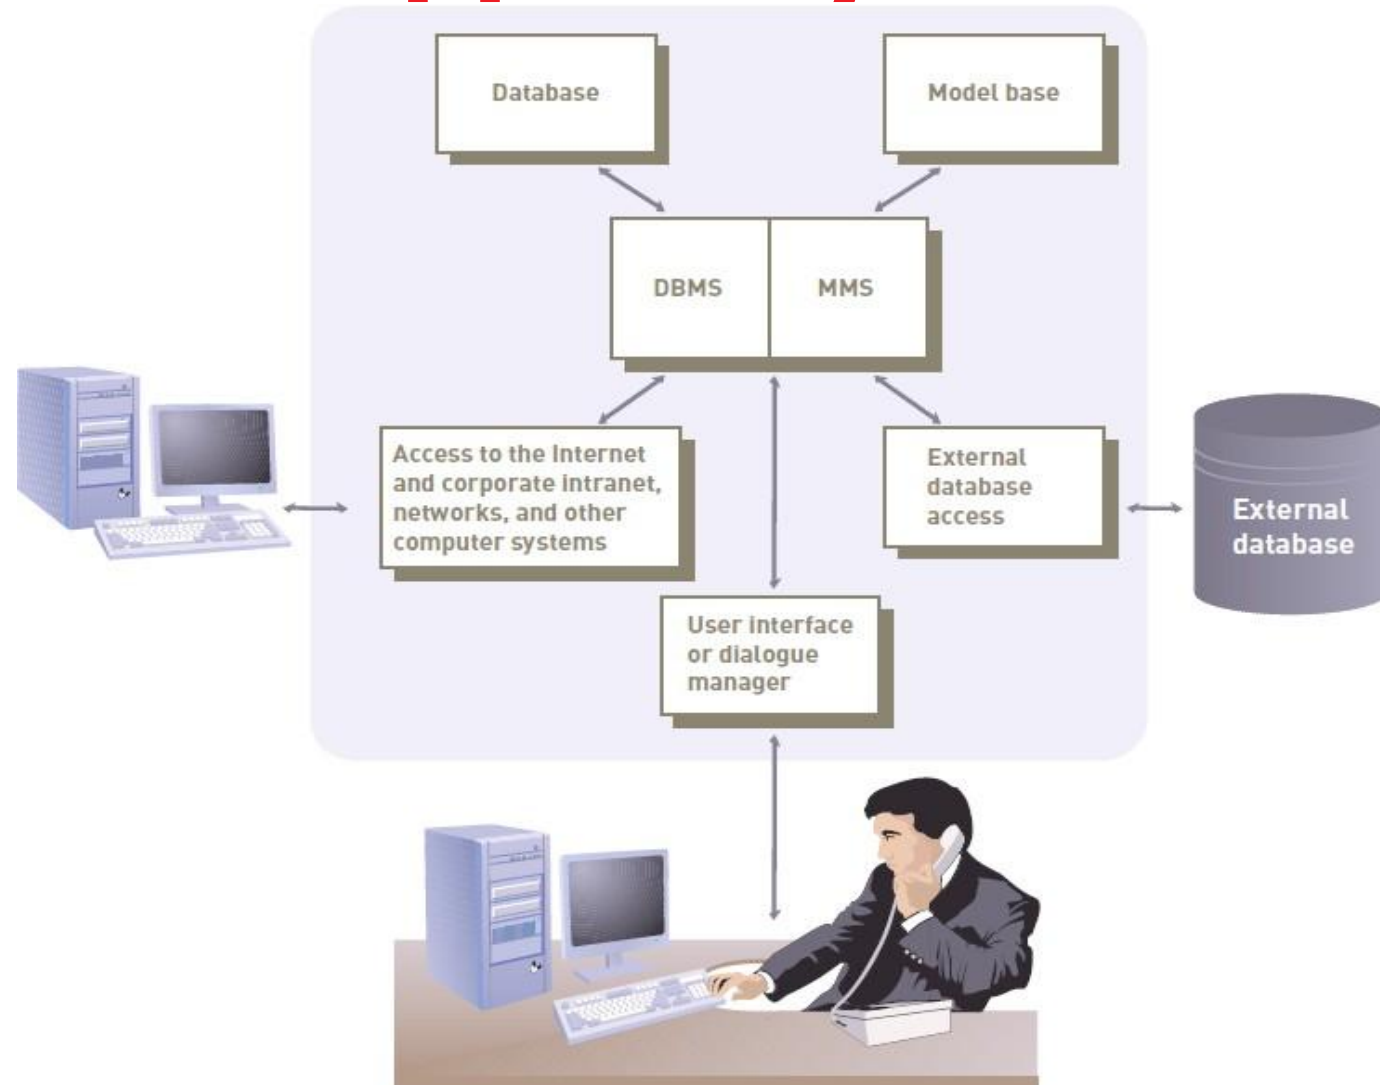 Database
Model base
DBMS
MMS
Access to the Internet
and corporate intranet,
networks, and other
computer systems
External
database
access
External
database
User interface
or dialogue
manager